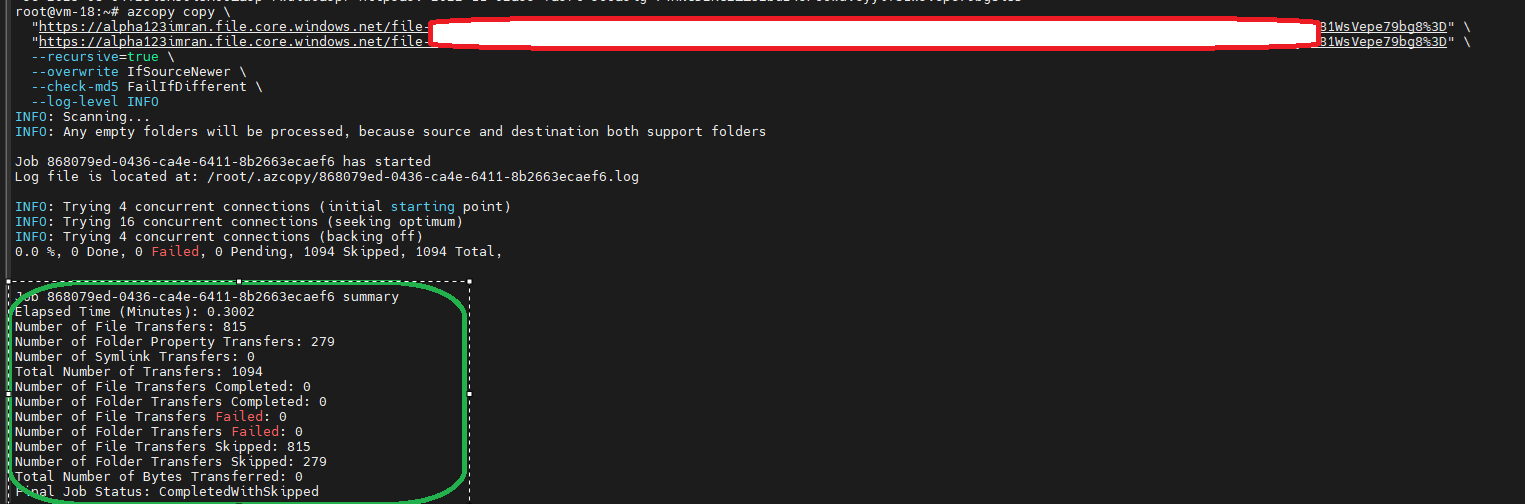 root@vm-18:~# azcopy copy \
"https://alpha123imran.file.core.windows.net/file- 81WsVepe79bg8%3D" \
"https://alpha123imran.file.core.windows.net/file- 81WsVepe79bg8%3D" \
--recursive=true \
--overwrite IfSourceNewer \
--check-md5 FailIfDifferent \
--log-level INFO
INFO: Scanning...
INFO: Any empty folders will be processed, because source and destination both support folders
Job 868079ed-0436-ca4e-6411-8b2663ecaef6 has started
Log file is located at: /root/.azcopy/868079ed-0436-ca4e-6411-8b2663ecaef6.log
INFO: Trying 4 concurrent connections (initial starting point)
INFO: Trying 16 concurrent connections (seeking optimum)
INFO: Trying 4 concurrent connections (backing off)
0.0 %, 0 Done, 0 Failed, 0 Pending, 1094 Skipped, 1094 Total,
Job 868079ed-0436-ca4e-6411-8b2663ecaef6 summary
Elapsed Time (Minutes): 0.3002
Number of File Transfers: 815
Number of Folder Property Transfers: 279
Number of Symlink Transfers: 0
Total Number of Transfers: 1094
Number of File Transfers Completed: 0
Number of Folder Transfers Completed: 0
Number of File Transfers Failed: 0
Number of Folder Transfers Failed: 0
Number of File Transfers Skipped: 815
Number of Folder Transfers Skipped: 279
Total Number of Bytes Transferred: 0
Final Job Status: CompletedWithSkipped